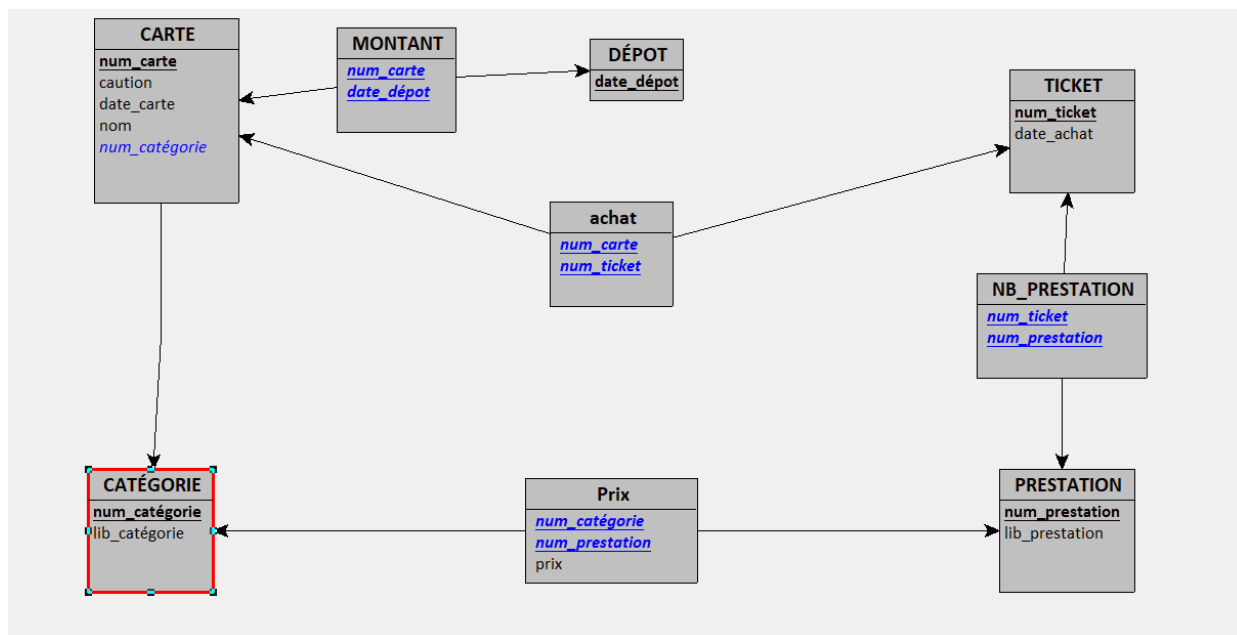 CARTE
num_carte
caution
date_carte
nom
num_catégorie
MONTANT
num_carte
date_dépot
DÉPOT
date_dépot
TICKET
num_ticket
date_achat
achat
num_carte
num_ticket
NB_PRESTATION
num_ticket
num_prestation
CATÉGORIE
num_catégorie
lib_catégorie
Prix
num_catégorie
num_prestation
prix
PRESTATION
num_prestation
lib_prestation